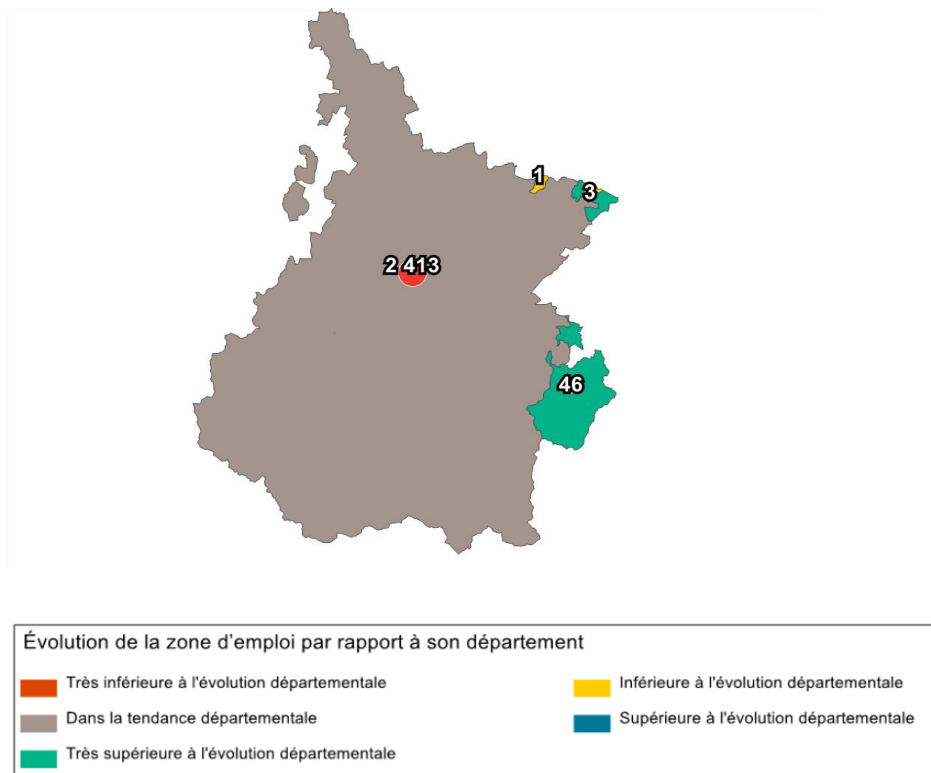 1
3
2 413
46
Évolution de la zone d'emploi par rapport à son département
Très inférieure à l'évolution départementale
Inférieure à l'évolution départementale
Dans la tendance départementale
Supérieure à l'évolution départementale
Très supérieure à l'évolution départementale